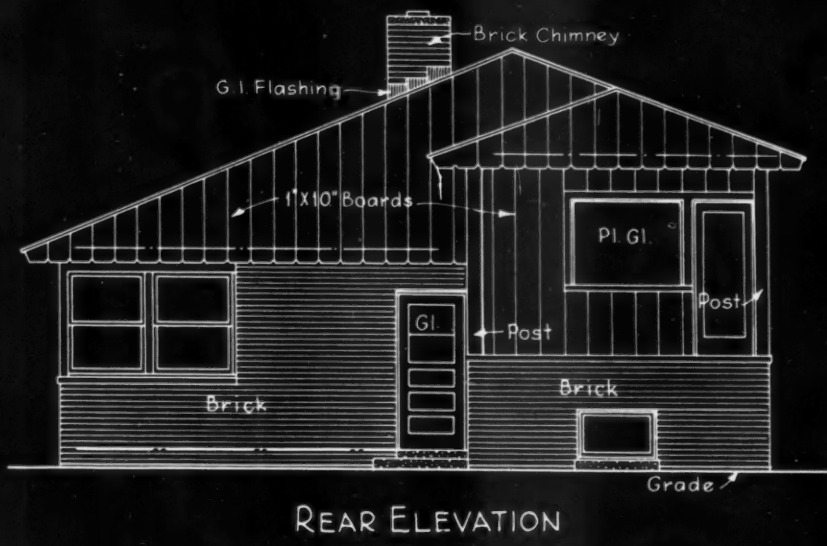 Brick Chimney
G.I. Flashing
1"X10" Boards
Pl. Gl.
Post
Gl.
Post
Brick
Brick
Grade
REAR ELEVATION